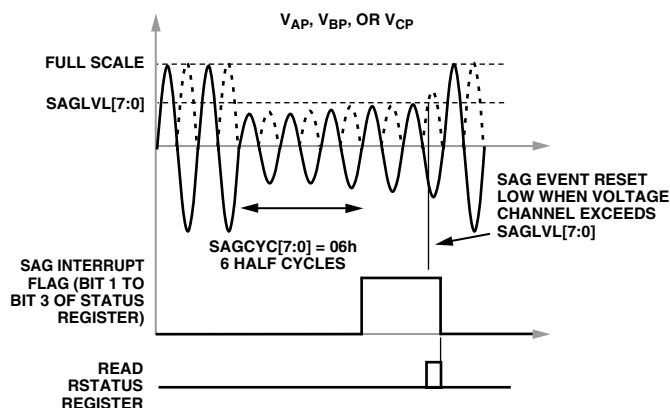 VAP, VBP, OR VCP
FULL SCALE
SAGLVL[7:0]
SAG EVENT RESET
LOW WHEN VOLTAGE
CHANNEL EXCEEDS
SAGLVL[7:0]
SAGCYC[7:0] = 06h
6 HALF CYCLES
SAG INTERRUPT
FLAG (BIT 1 TO
BIT 3 OF STATUS
REGISTER)
READ
RSTATUS
REGISTER